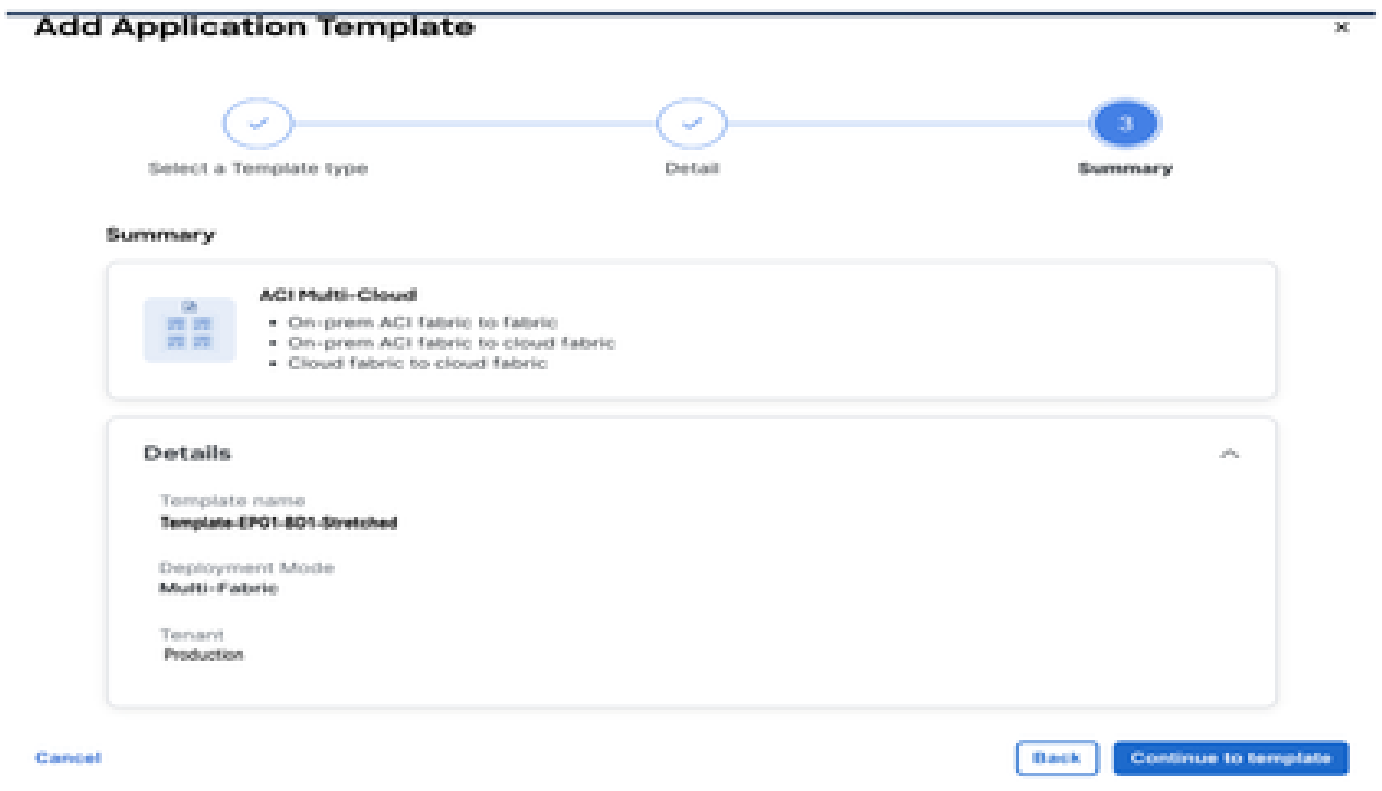 Add Application Template
×
3
Select a Template type
Detail
Summary
Summary
ACI Multi-Cloud
• On-prem ACI fabric to fabric
• On-prem ACI fabric to cloud fabric
• Cloud fabric to cloud fabric
Details
Template name
Template-EPG1-BD1-Stretched
Deployment Mode
Multi-Fabric
Tenant
Production
Cancel
Back
Continue to template